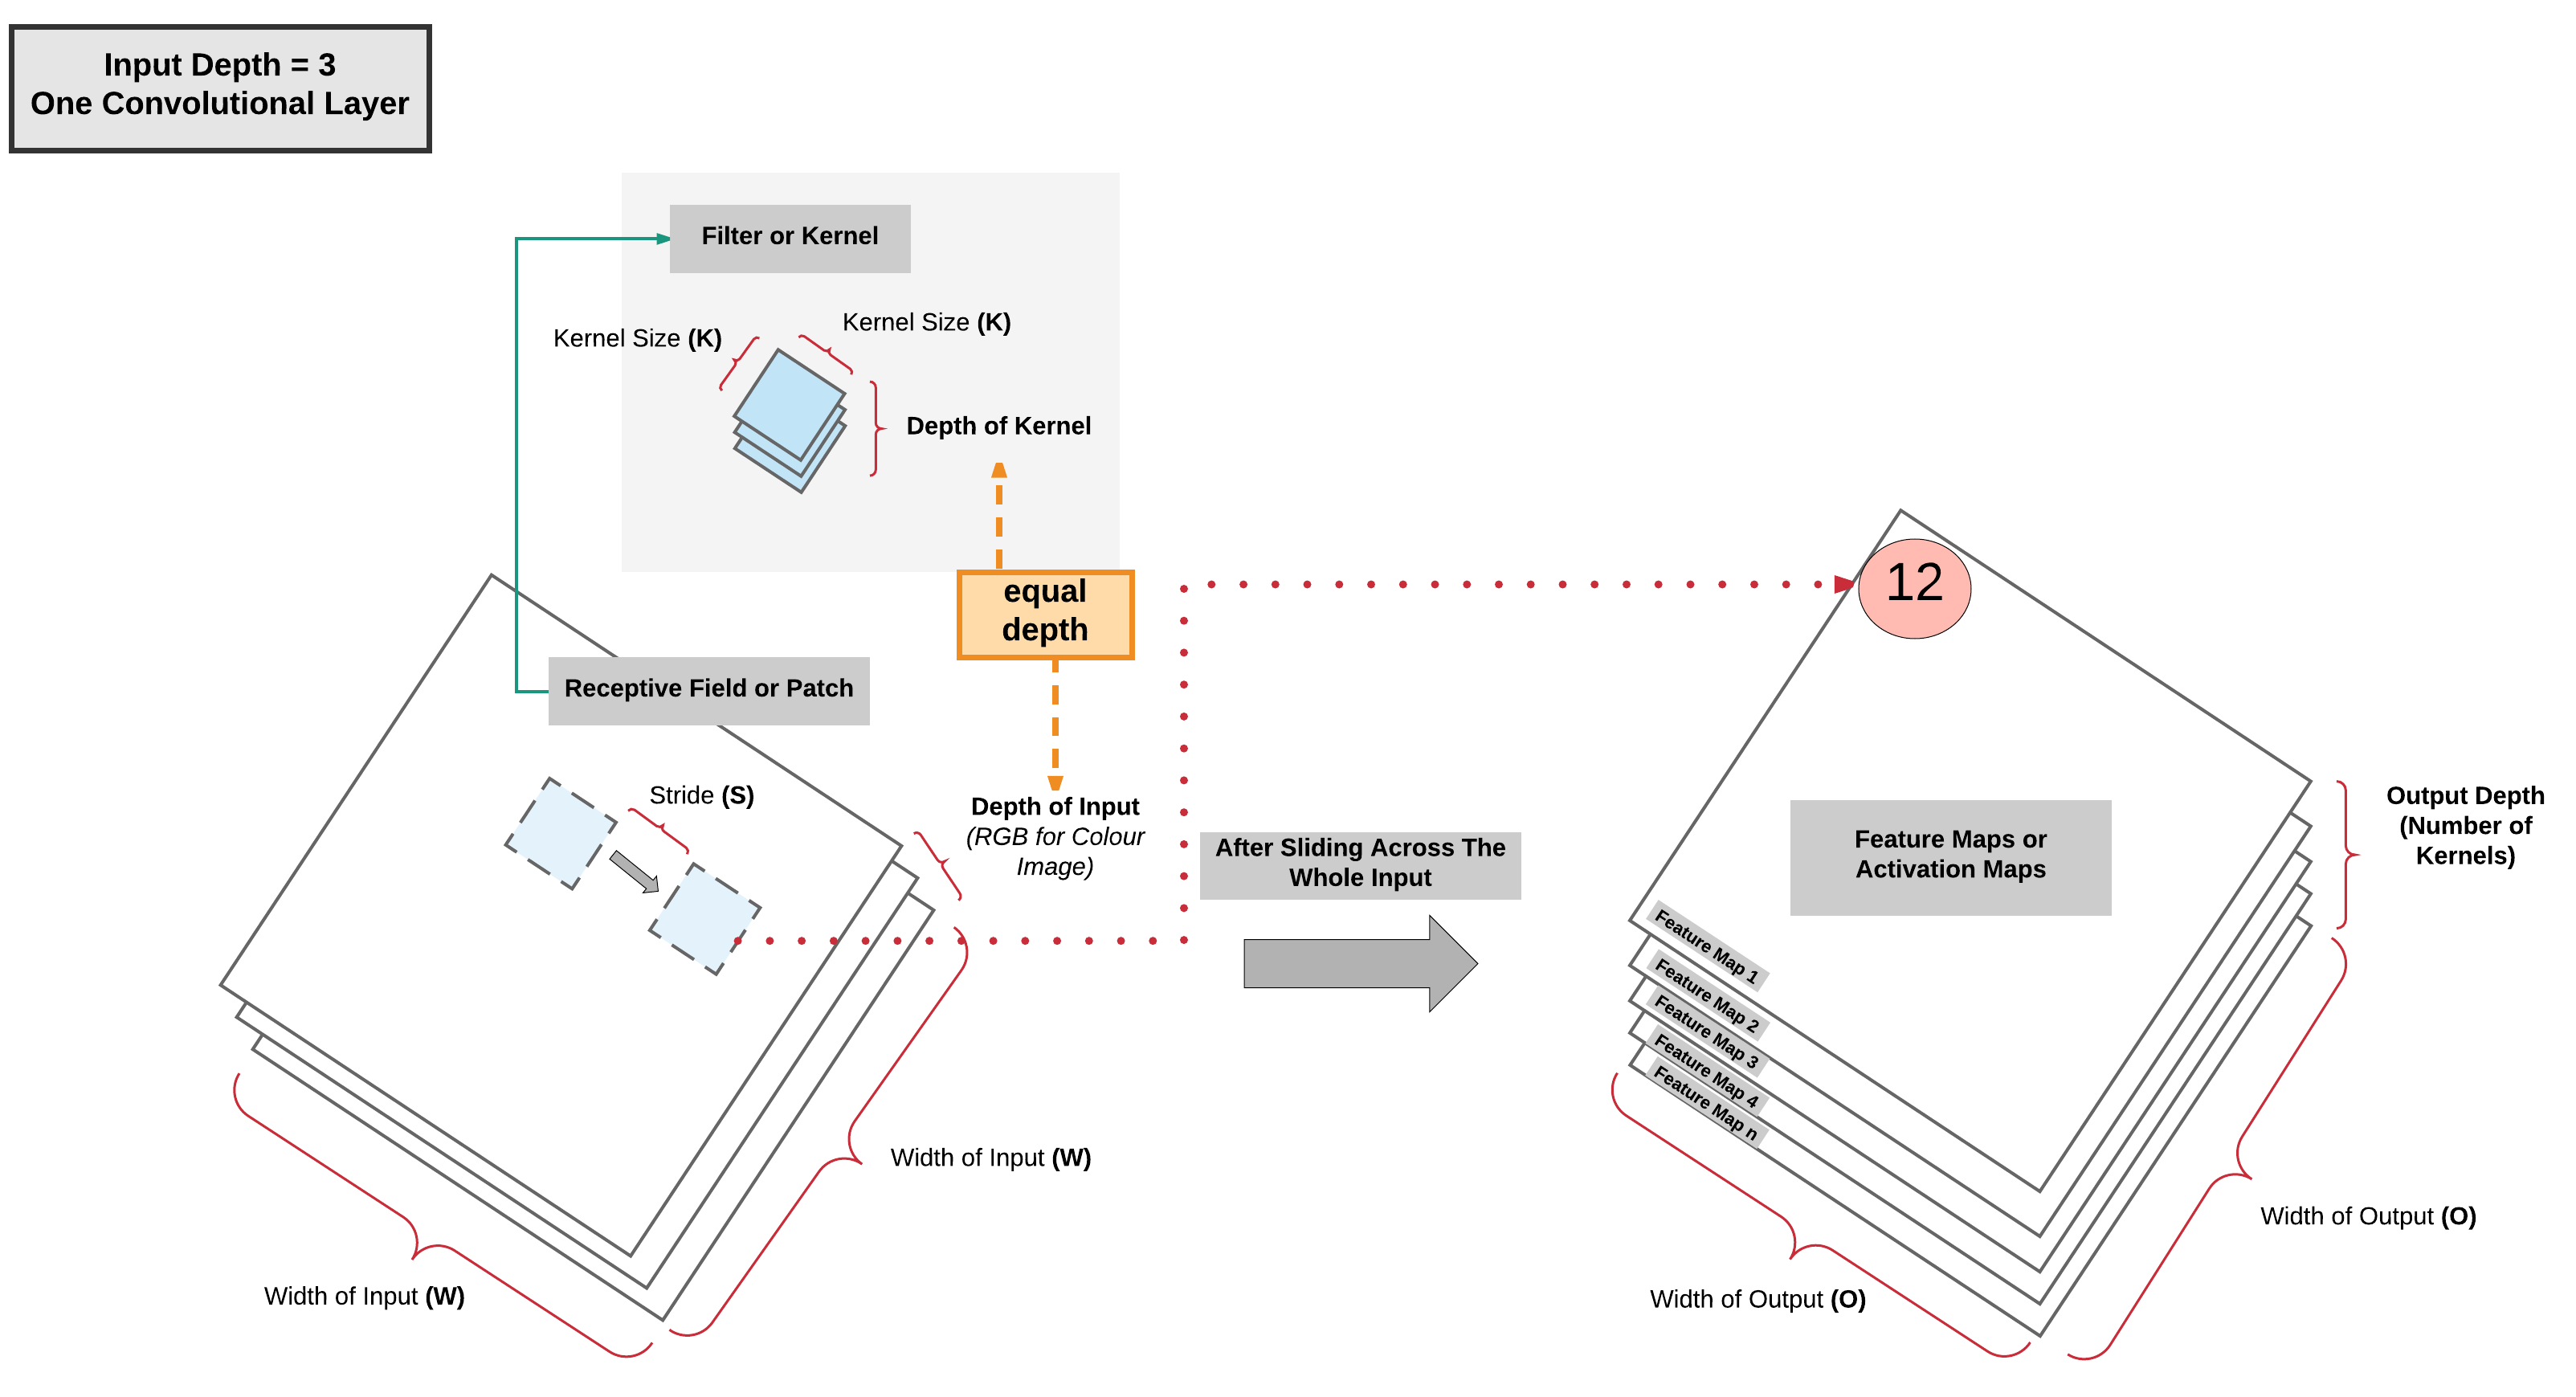 Input Depth = 3
One Convolutional Layer
Filter or Kernel
Kernel Size (K)
Kernel Size (K)
Depth of Kernel
equal
depth
Receptive Field or Patch
Stride (S)
Depth of Input
(RGB for Colour
Image)
After Sliding Across The
Whole Input
Width of Input (W)
Width of Input (W)
12
Feature Maps or
Activation Maps
Output Depth
(Number of
Kernels)
Feature Map 1
Feature Map 2
Feature Map 3
Feature Map 4
Feature Map n
Width of Output (O)
Width of Output (O)